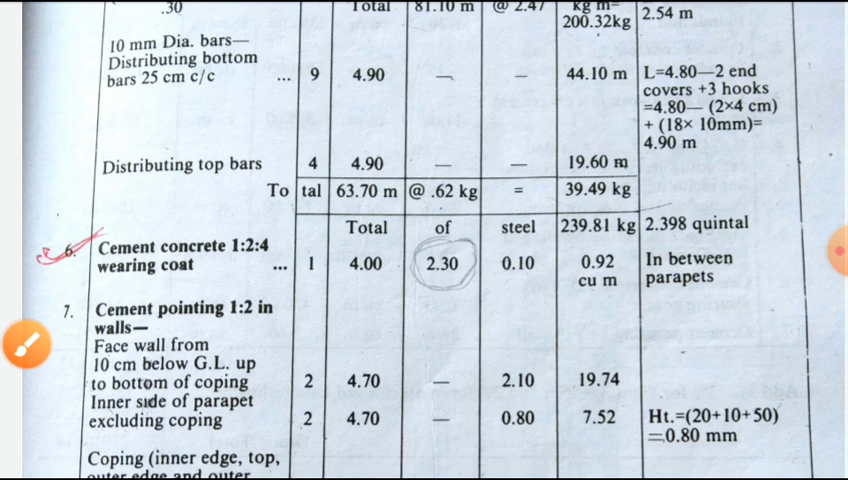 30 Total 81.10 m @ 2.47 kg m= 2.54 m
200.32kg
10 mm Dia. bars—
Distributing bottom
bars 25 cm c/c ... 9 4.90 — 44.10 m L=4.80—2 end
covers +3 hooks
=4.80— (2×4 cm)
+ (18× 10mm)=
4.90 m
Distributing top bars 4 4.90 — — 19.60 m
To tal 63.70 m @ .62 kg = 39.49 kg
Total of steel 239.81 kg 2.398 quintal
6. Cement concrete 1:2:4
wearing coat ... 1 4.00 2.30 0.10 0.92 In between
cu m parapets
7. Cement pointing 1:2 in
walls—
Face wall from
10 cm below G.L. up
to bottom of coping 2 4.70 — 2.10 19.74
Inner side of parapet
excluding coping 2 4.70 — 0.80 7.52 Ht.=(20+10+50)
=0.80 mm
Coping (inner edge, top,
outer edge and outer